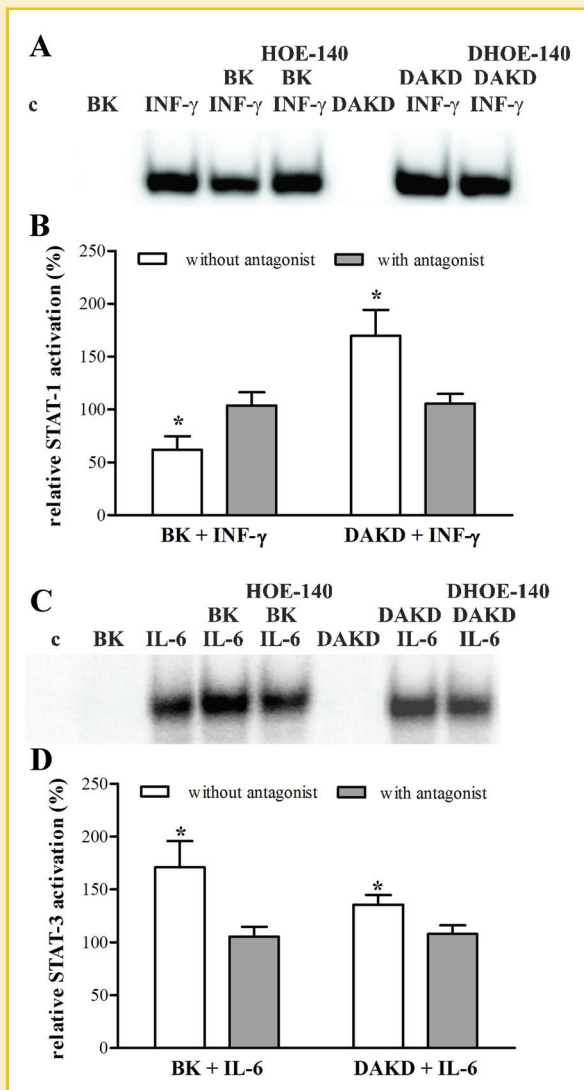 A
HOE-140 DHOE-140
BK BK DAKD DAKD
c BK INF-γ INF-γ INF-γ DAKD INF-γ INF-γ
B
250
without antagonist with antagonist
200
*
150
100
*
50
0
relative STAT-1 activation (%)
BK + INF-γ DAKD + INF-γ
C
HOE-140 DHOE-140
BK BK DAKD DAKD
c BK IL-6 IL-6 IL-6 DAKD IL-6 IL-6
D
250
without antagonist with antagonist
200
*
150
*
100
50
0
relative STAT-3 activation (%)
BK + IL-6 DAKD + IL-6